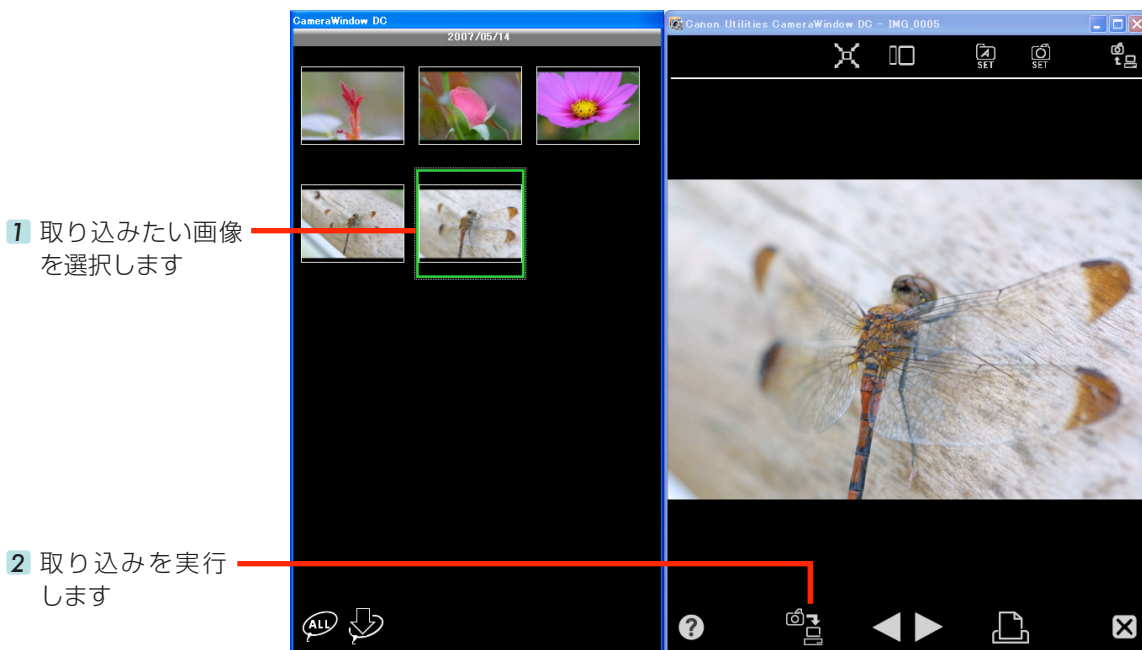 CameraWindow DC
2007/05/14
Canon Utilities CameraWindow DC - IMG_0005
SET
SET
1 取り込みたい画像
を選択します
2 取り込みを実行
します
ALL
?